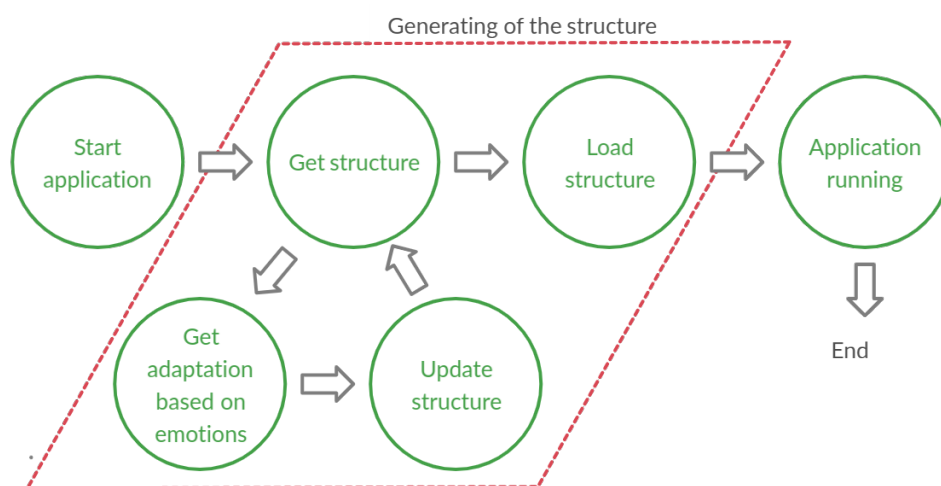 Generating of the structure
Start
application
Get structure
Load
structure
Application
running
Get
adaptation
based on
emotions
Update
structure
End